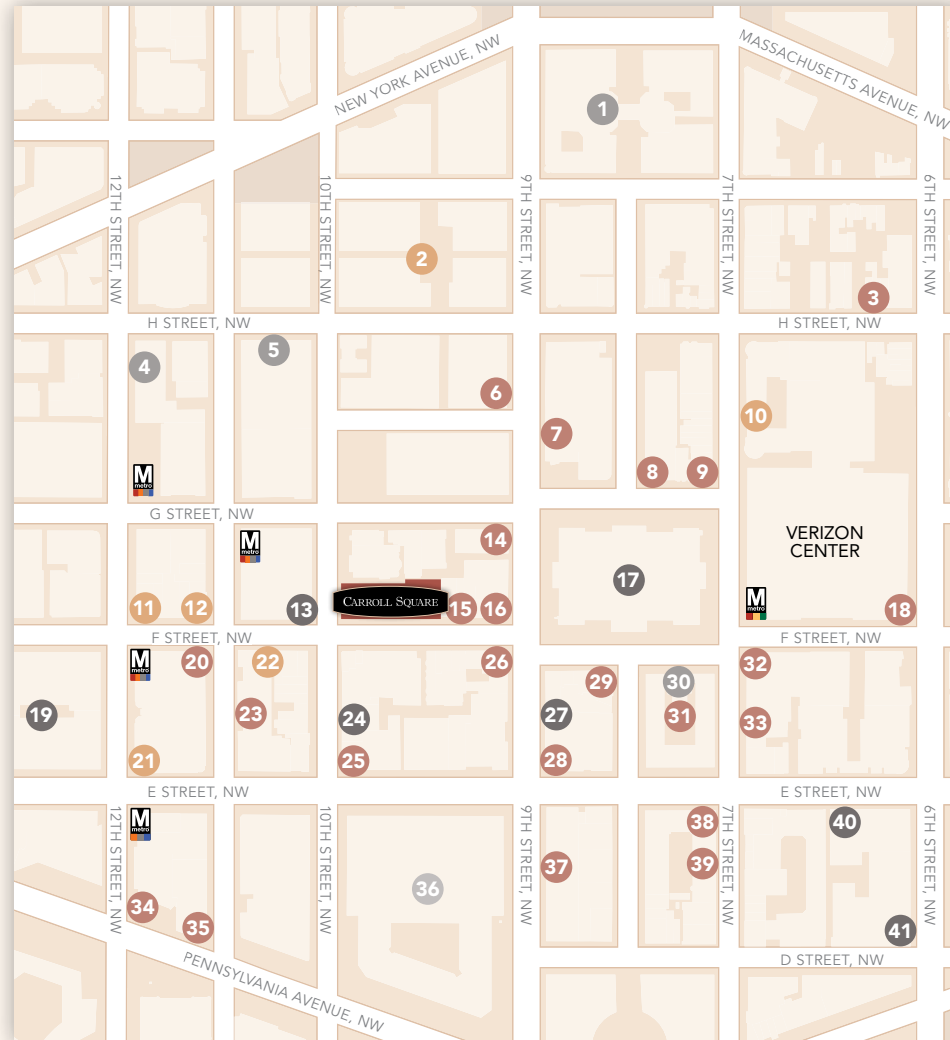 NEW YORK AVENUE, NW
MASSACHUSETTS AVENUE, NW
1
12TH STREET, NW
10TH STREET, NW
9TH STREET, NW
7TH STREET, NW
6TH STREET, NW
2
3
H STREET, NW
H STREET, NW
4
5
6
7
8
9
10
M
metro
G STREET, NW
M
metro
VERIZON
CENTER
11
12
13
14
CARROLL SQUARE
15
16
17
M
metro
18
F STREET, NW
F STREET, NW
M
metro
19
20
21
22
23
24
25
26
27
28
29
30
31
32
33
E STREET, NW
E STREET, NW
M
metro
12TH STREET, NW
10TH STREET, NW
9TH STREET, NW
7TH STREET, NW
6TH STREET, NW
34
35
36
37
38
39
40
41
D STREET, NW
PENNSYLVANIA AVENUE, NW